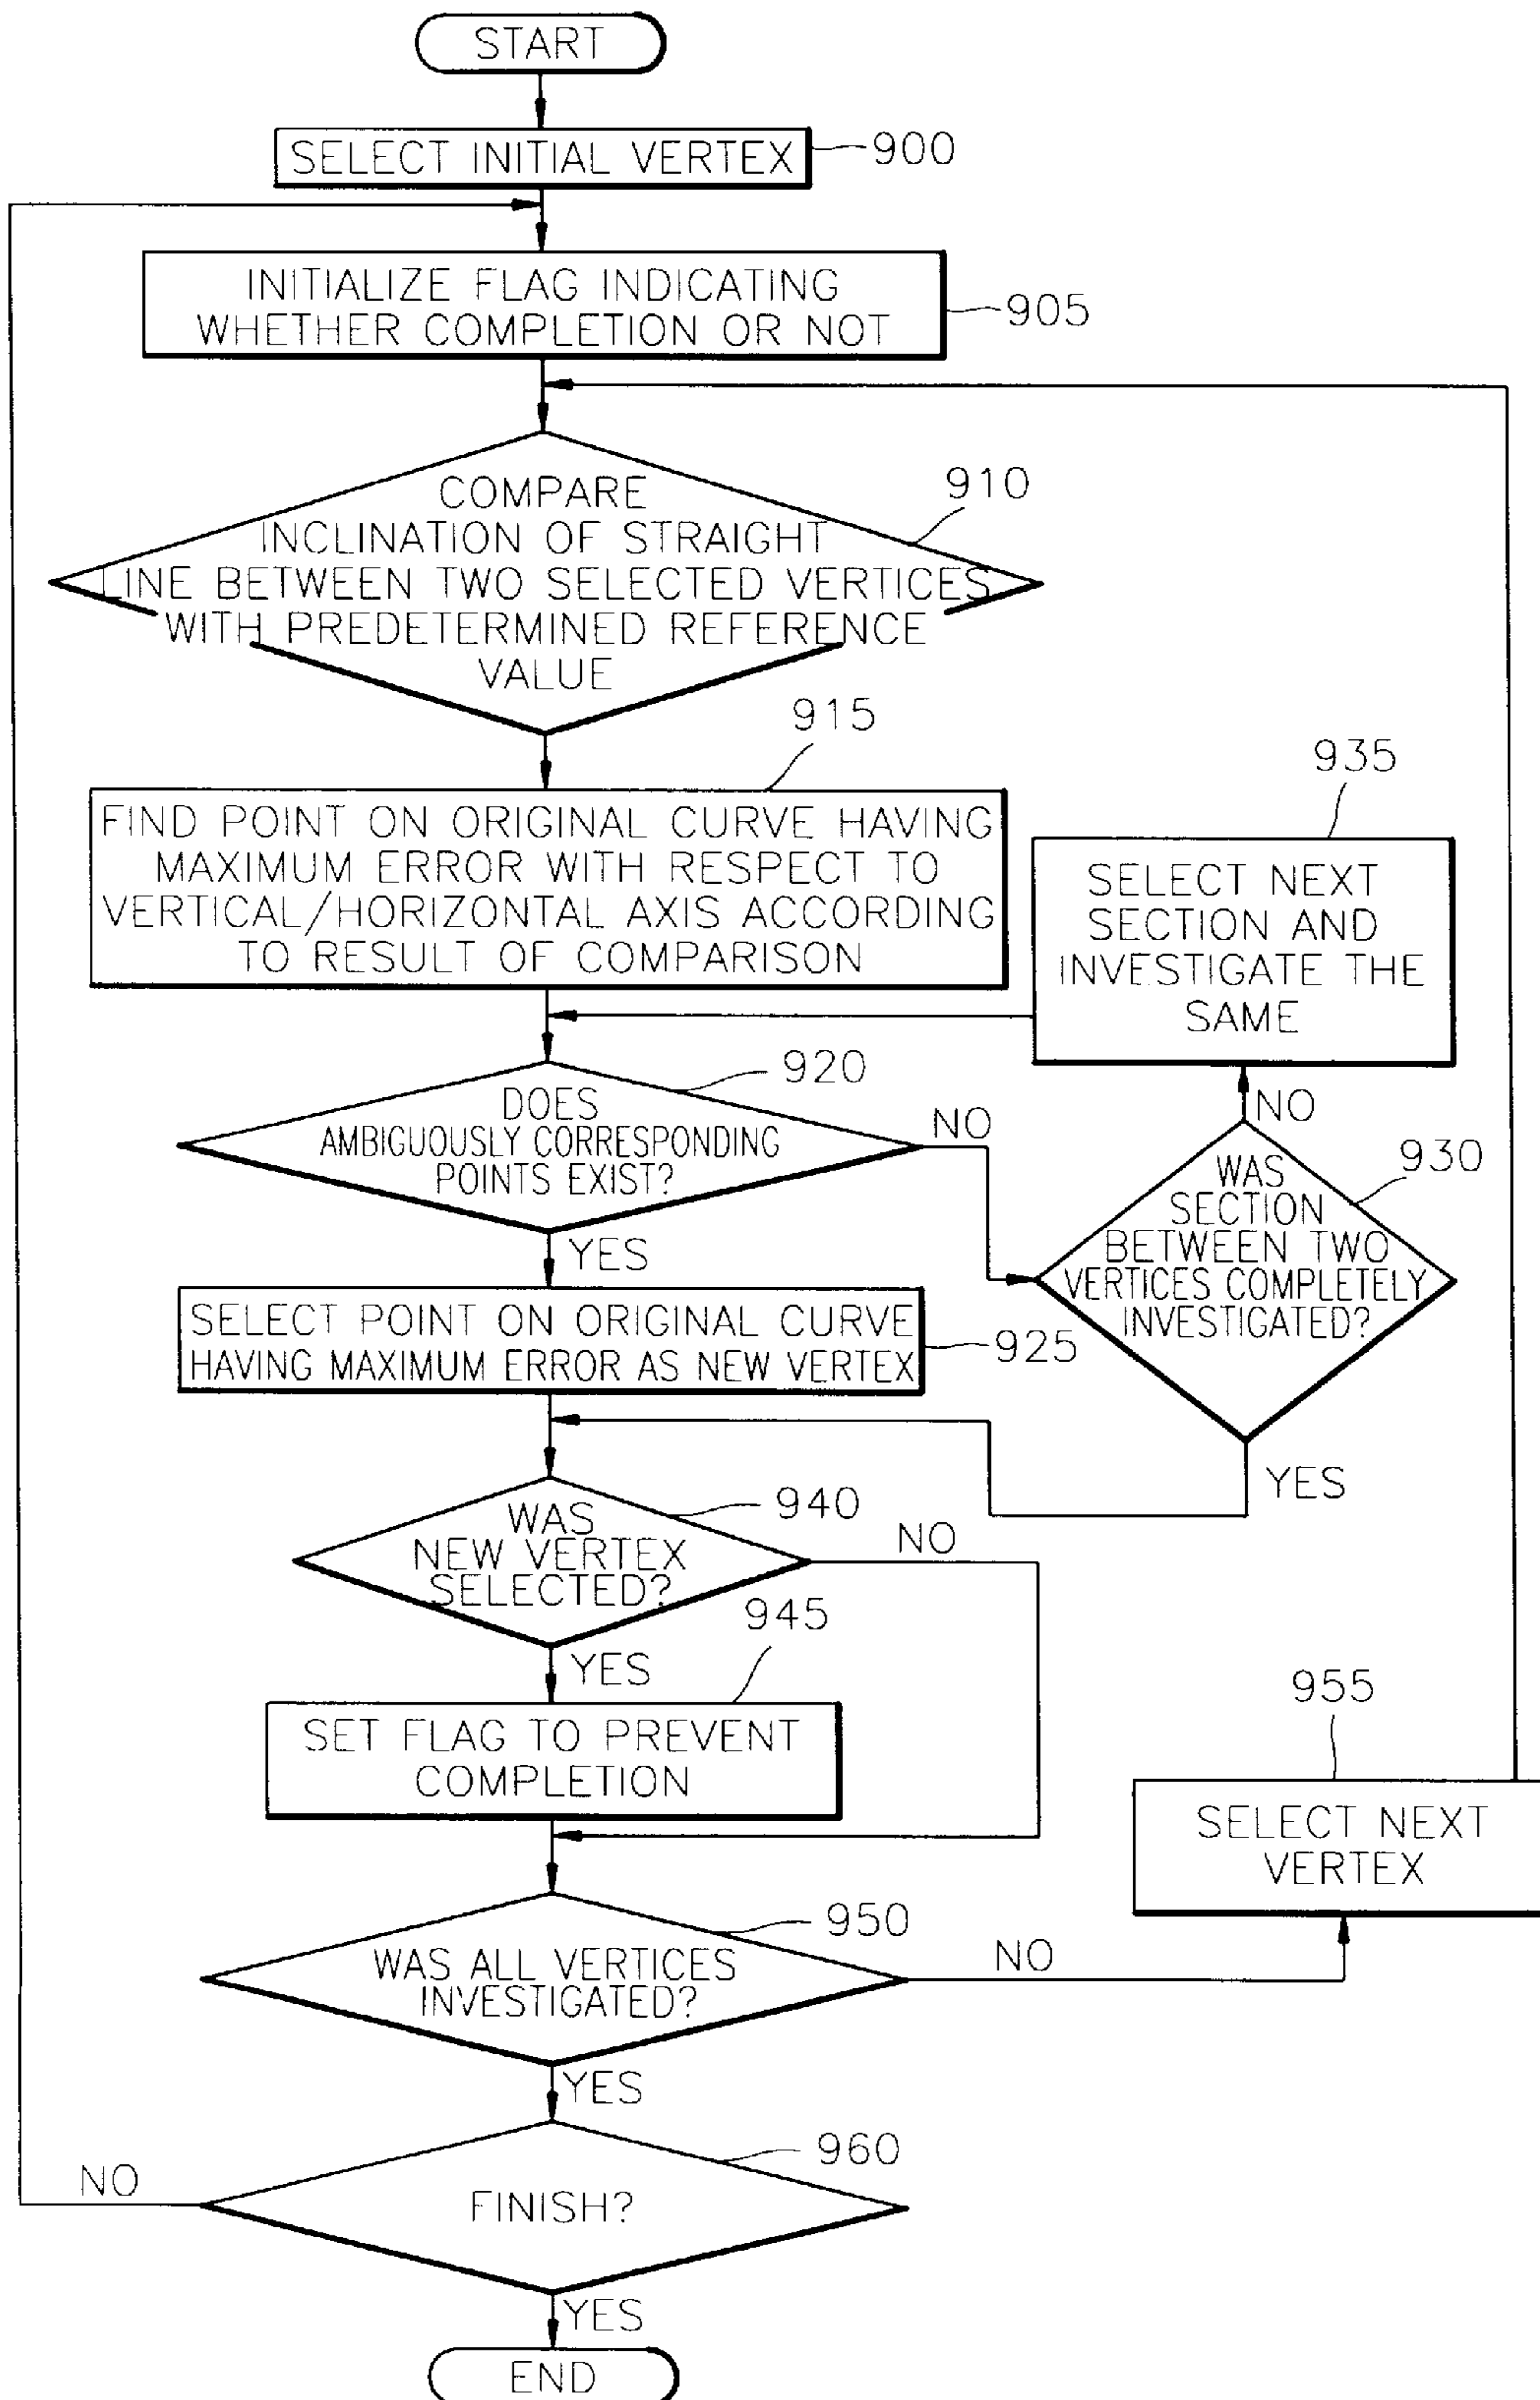 START
SELECT INITIAL VERTEX
900
INITIALIZE FLAG INDICATING
WHETHER COMPLETION OR NOT
905
COMPARE
INCLINATION OF STRAIGHT
LINE BETWEEN TWO SELECTED VERTICES
WITH PREDETERMINED REFERENCE
VALUE
910
915
FIND POINT ON ORIGINAL CURVE HAVING
MAXIMUM ERROR WITH RESPECT TO
VERTICAL/HORIZONTAL AXIS ACCORDING
TO RESULT OF COMPARISON
935
SELECT NEXT
SECTION AND
INVESTIGATE THE
SAME
920
DOES
AMBIGUOUSLY CORRESPONDING
POINTS EXIST?
NO
YES
NO
930
WAS
SECTION
BETWEEN TWO
VERTICES COMPLETELY
INVESTIGATED?
YES
SELECT POINT ON ORIGINAL CURVE
HAVING MAXIMUM ERROR AS NEW VERTEX
925
940
WAS
NEW VERTEX
SELECTED?
NO
YES
945
SET FLAG TO PREVENT
COMPLETION
955
SELECT NEXT
VERTEX
950
WAS ALL VERTICES
INVESTIGATED?
NO
YES
960
FINISH?
NO
YES
END